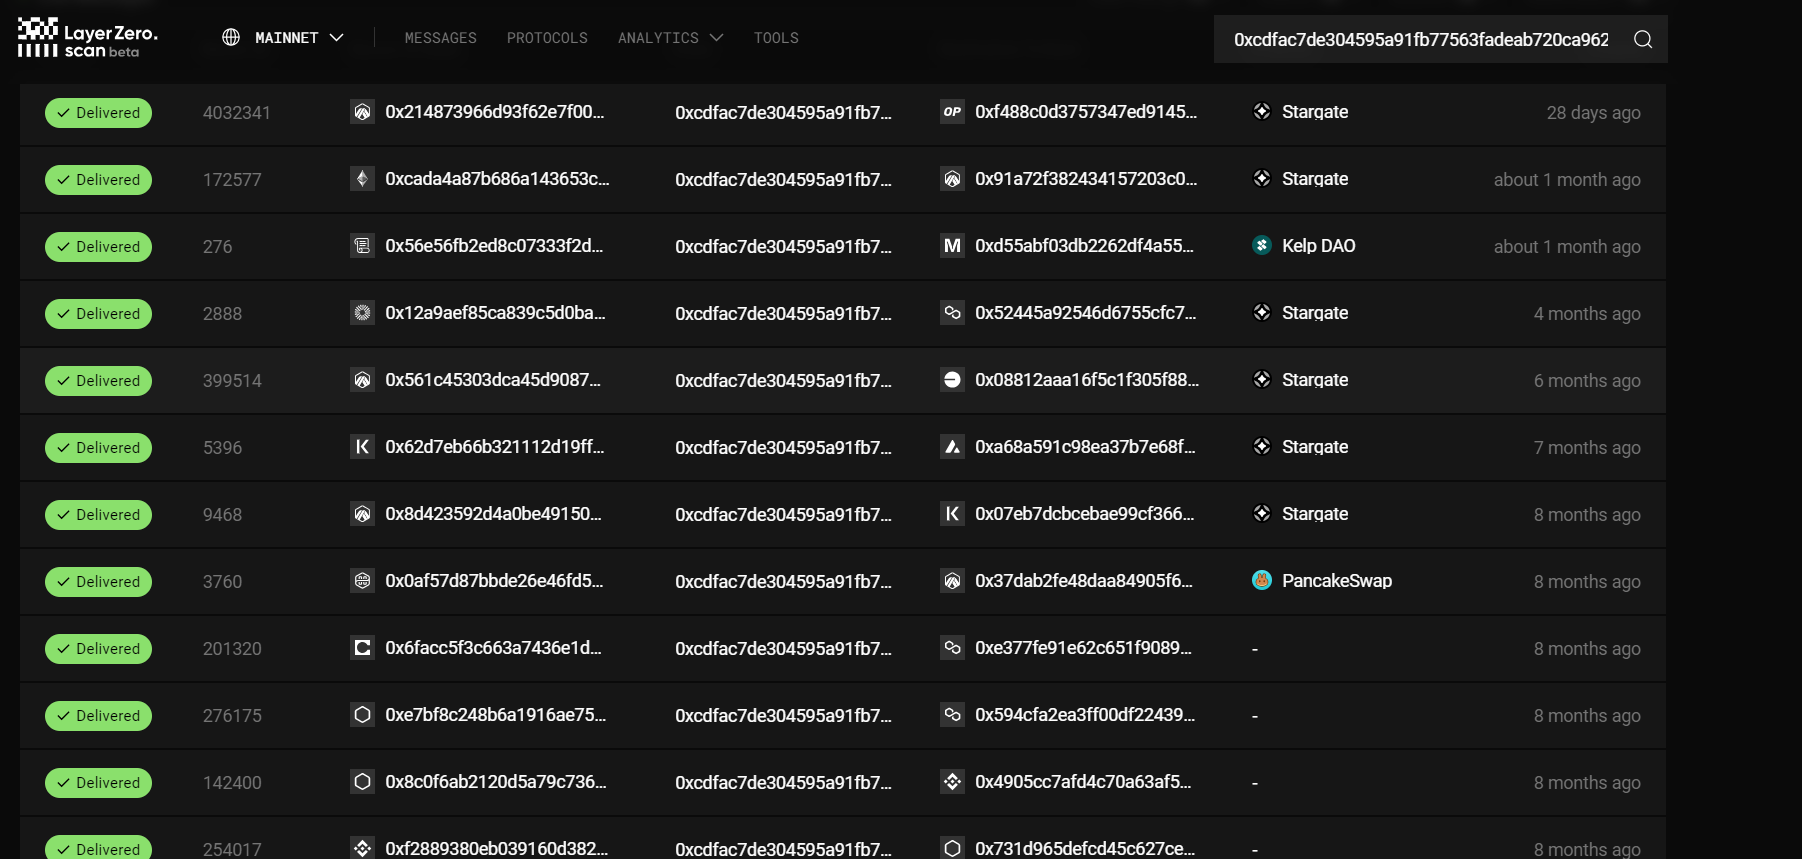 LayerZero.
scan beta
MAINNET MESSAGES PROTOCOLS ANALYTICS TOOLS 0xcdfac7de304595a91fb77563fadeab720ca962
Delivered 4032341 0x214873966d93f62e7f00... 0xcdfac7de304595a91fb7... OP 0xf488c0d3757347ed9145... Stargate 28 days ago
Delivered 172577 0xcada4a87b686a143653c... 0xcdfac7de304595a91fb7... 0x91a72f382434157203c0... Stargate about 1 month ago
Delivered 276 0x56e56fb2ed8c07333f2d... 0xcdfac7de304595a91fb7... M 0xd55abf03db2262df4a55... Kelp DAO about 1 month ago
Delivered 2888 0x12a9aef85ca839c5d0ba... 0xcdfac7de304595a91fb7... 0x52445a92546d6755cfc7... Stargate 4 months ago
Delivered 399514 0x561c45303dca45d9087... 0xcdfac7de304595a91fb7... 0x08812aaa16f5c1f305f88... Stargate 6 months ago
Delivered 5396 K 0x62d7eb66b321112d19ff... 0xcdfac7de304595a91fb7... 0xa68a591c98ea37b7e68f... Stargate 7 months ago
Delivered 9468 0x8d423592d4a0be49150... 0xcdfac7de304595a91fb7... K 0x07eb7dcbcebae99cf366... Stargate 8 months ago
Delivered 3760 0x0af57d87bbde26e46fd5... 0xcdfac7de304595a91fb7... 0x37dab2fe48daa84905f6... PancakeSwap 8 months ago
Delivered 201320 0x6facc5f3c663a7436e1d... 0xcdfac7de304595a91fb7... 0xe377fe91e62c651f9089... - 8 months ago
Delivered 276175 0xe7bf8c248b6a1916ae75... 0xcdfac7de304595a91fb7... 0x594cfa2ea3ff00df22439... - 8 months ago
Delivered 142400 0x8c0f6ab2120d5a79c736... 0xcdfac7de304595a91fb7... 0x4905cc7afd4c70a63af5... - 8 months ago
Delivered 254017 0xf2889380eb039160d382... 0xcdfac7de304595a91fb7... 0x731d965defcd45c627ce... - 8 months ago